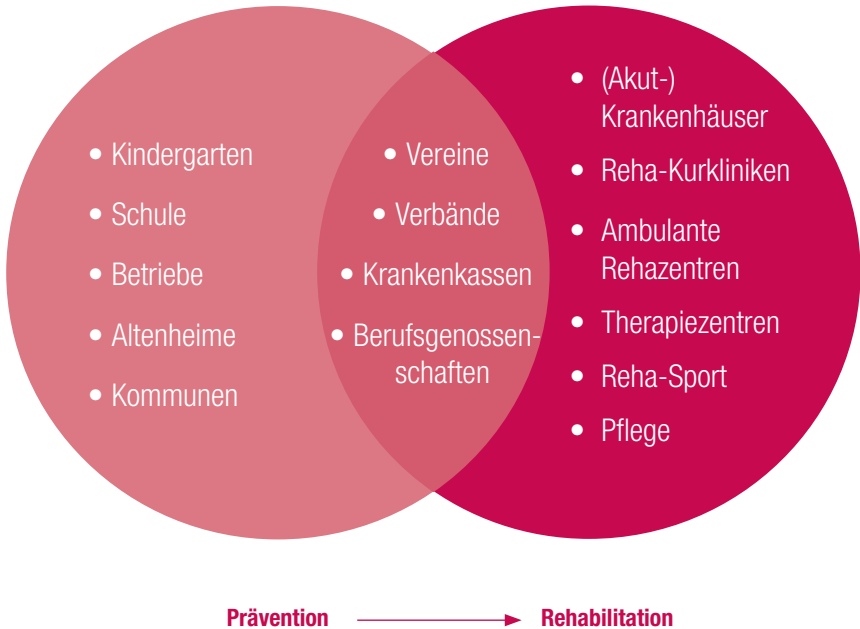 • Kindergarten
• Schule
• Betriebe
• Altenheime
• Kommunen
• Vereine
• Verbände
• Krankenkassen
• Berufsgenossen-
schaften
• (Akut-)
Krankenhäuser
• Reha-Kurkliniken
• Ambulante
Rehazentren
• Therapiezentren
• Reha-Sport
• Pflege
Prävention → Rehabilitation